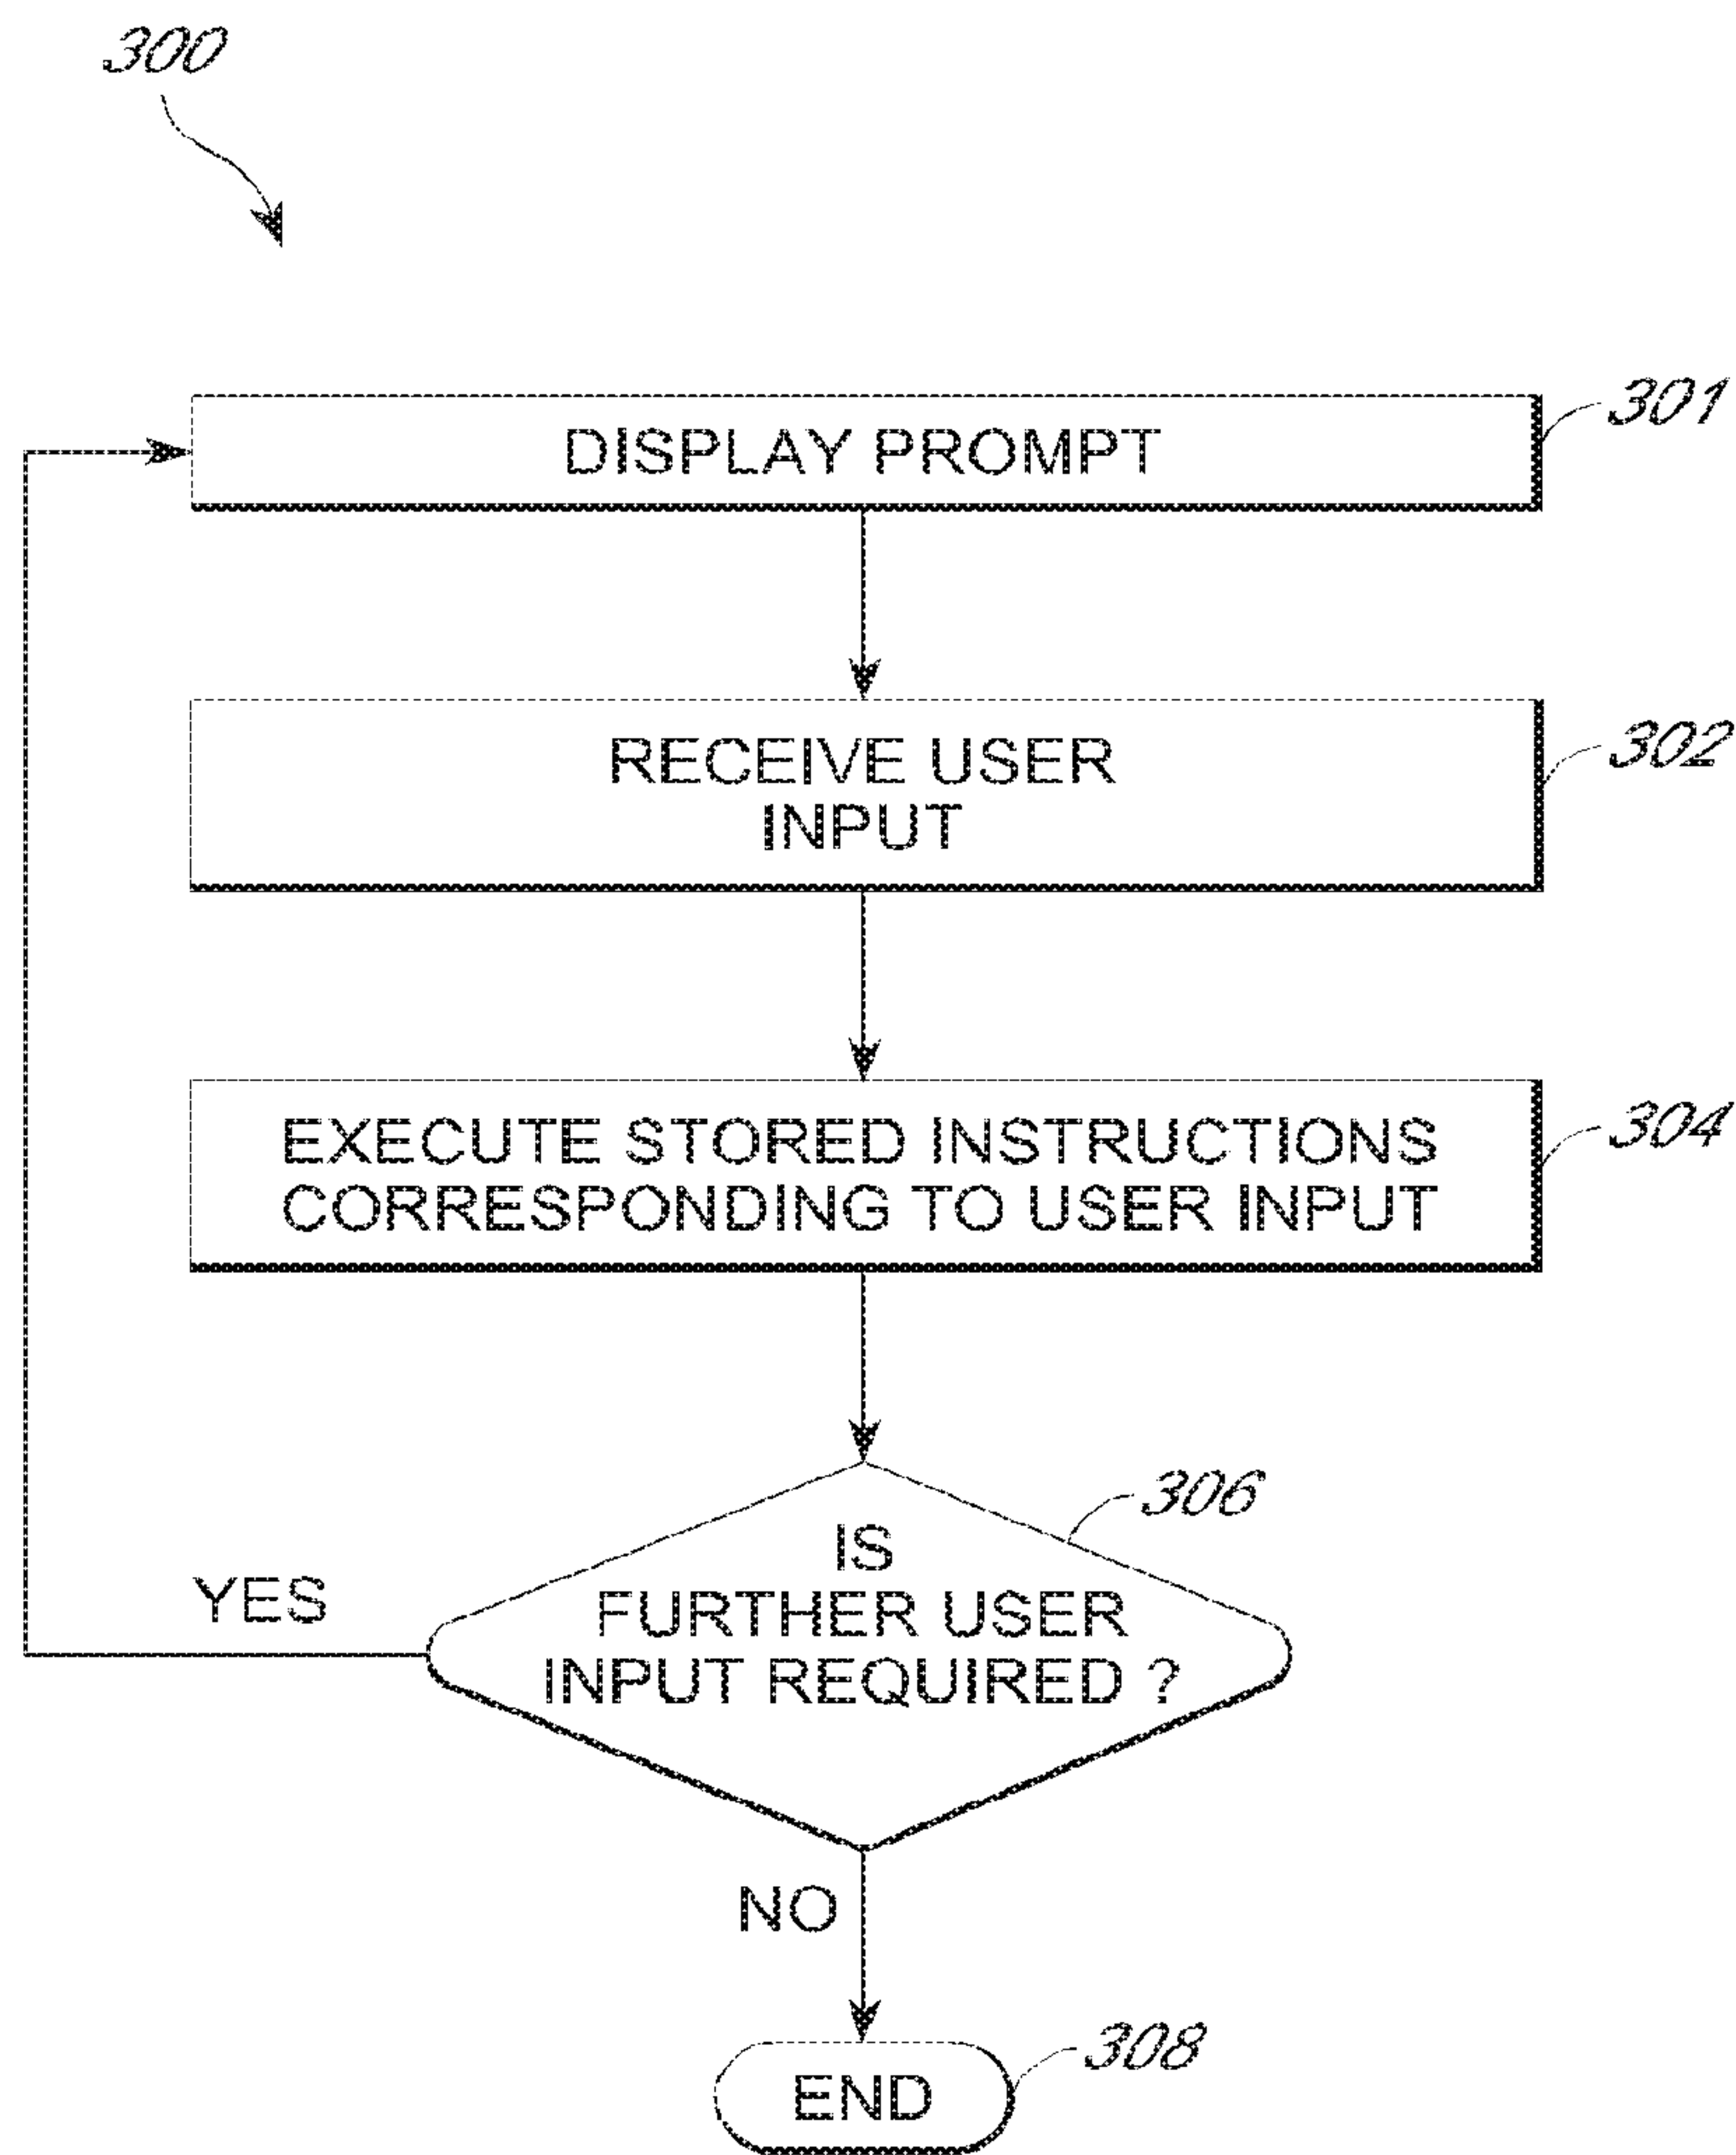 300
DISPLAY PROMPT
301
RECEIVE USER
INPUT
302
EXECUTE STORED INSTRUCTIONS
CORRESPONDING TO USER INPUT
304
306
IS
FURTHER USER
INPUT REQUIRED ?
YES
NO
END
308